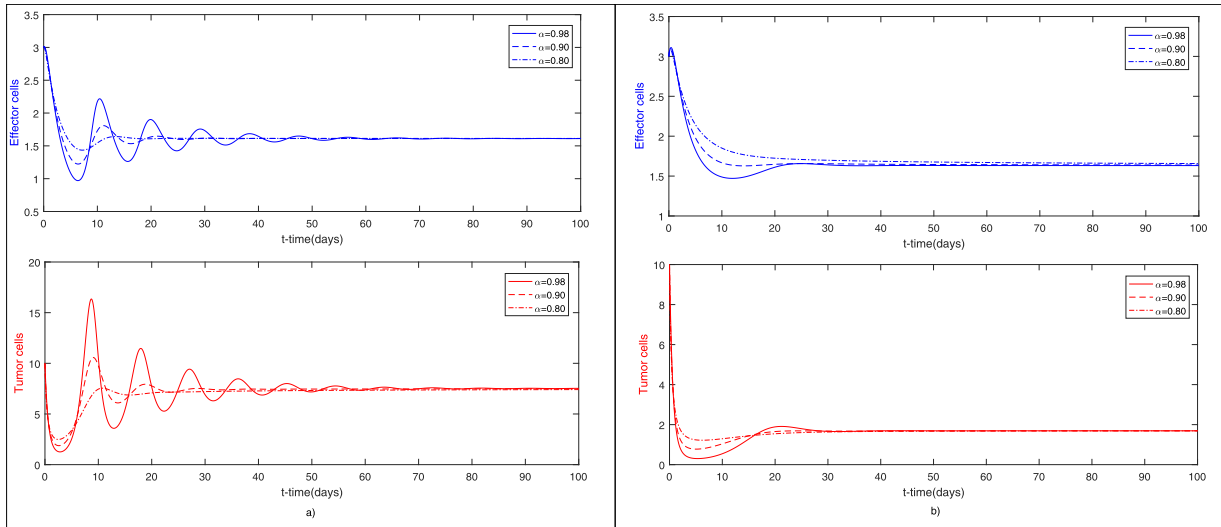 3.5
3
2.5
2
1.5
1
0.5
Effector cells
α=0.98
α=0.90
α=0.80
0 10 20 30 40 50 60 70 80 90 100
t-time(days)
20
15
10
5
0
Tumor cells
α=0.98
α=0.90
α=0.80
0 10 20 30 40 50 60 70 80 90 100
t-time(days)
a)
3.5
3
2.5
2
1.5
1
Effector cells
α=0.98
α=0.90
α=0.80
0 10 20 30 40 50 60 70 80 90 100
t-time(days)
10
8
6
4
2
0
Tumor cells
α=0.98
α=0.90
α=0.80
0 10 20 30 40 50 60 70 80 90 100
t-time(days)
b)